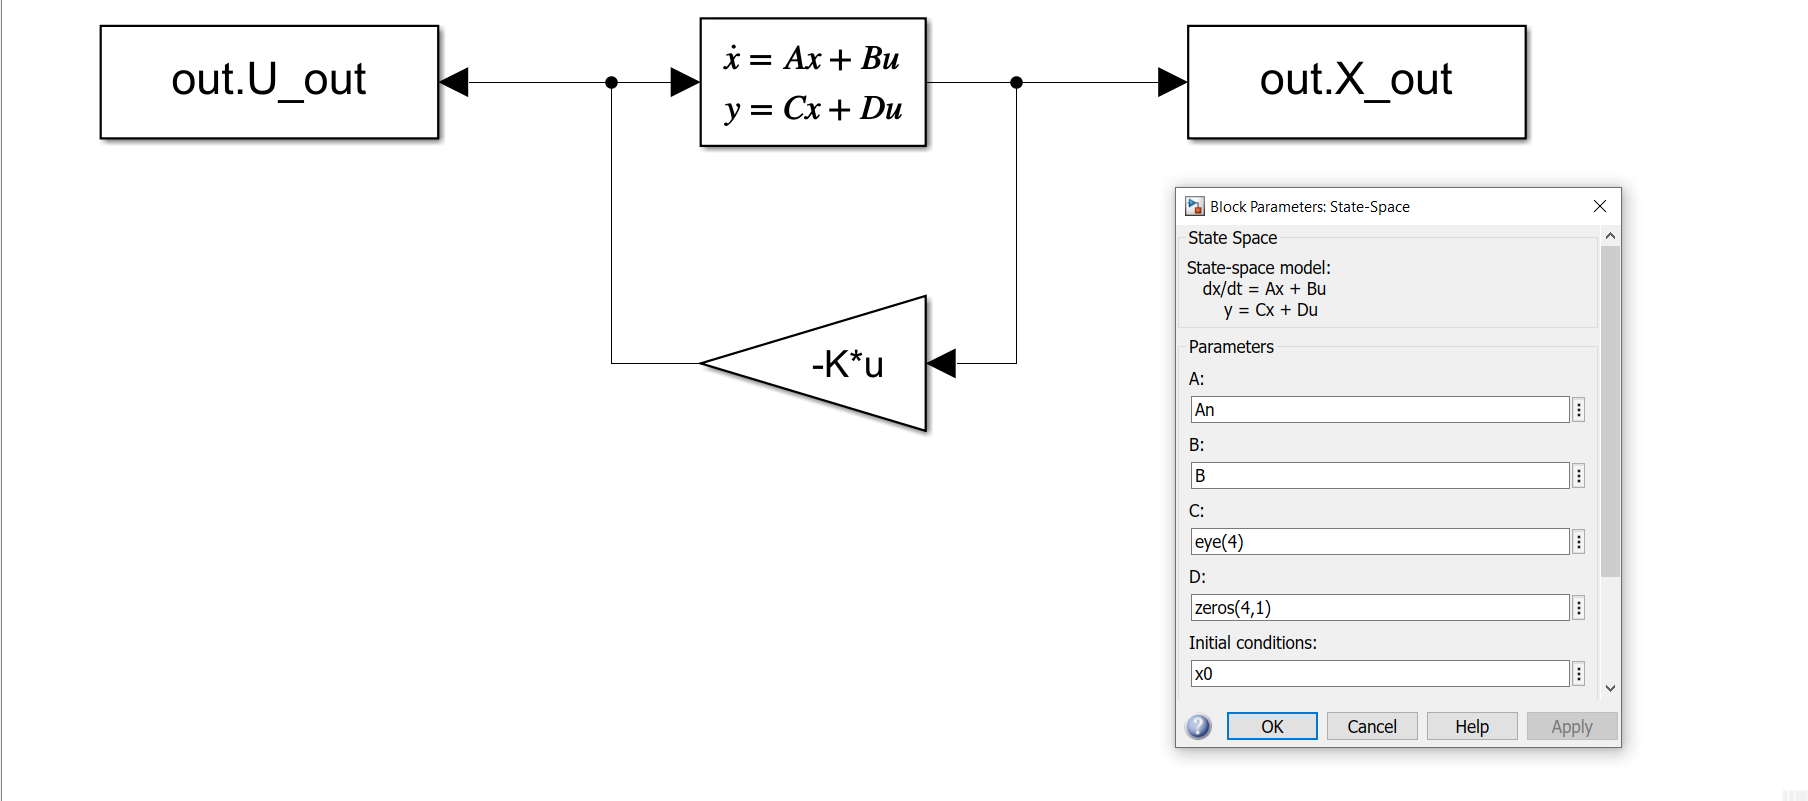 out.U_out
ẋ = Ax + Bu
y = Cx + Du
out.X_out
-K*u
Block Parameters: State-Space
State Space
State-space model:
dx/dt = Ax + Bu
y = Cx + Du
Parameters
A:
An
B:
B
C:
eye(4)
D:
zeros(4,1)
Initial conditions:
x0
? OK Cancel Help Apply